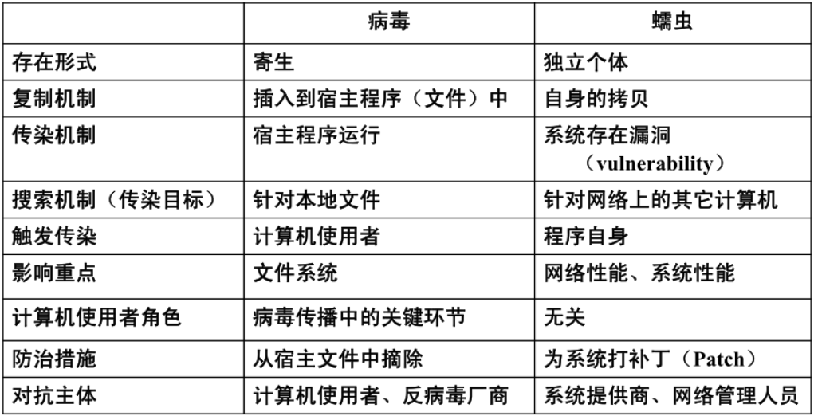 病毒 蠕虫
存在形式 寄生 独立个体
复制机制 插入到宿主程序（文件）中 自身的拷贝
传染机制 宿主程序运行 系统存在漏洞
（vulnerability）
搜索机制（传染目标） 针对本地文件 针对网络上的其它计算机
触发传染 计算机使用者 程序自身
影响重点 文件系统 网络性能、系统性能
计算机使用者角色 病毒传播中的关键环节 无关
防治措施 从宿主文件中摘除 为系统打补丁（Patch）
对抗主体 计算机使用者、反病毒厂商 系统提供商、网络管理人员